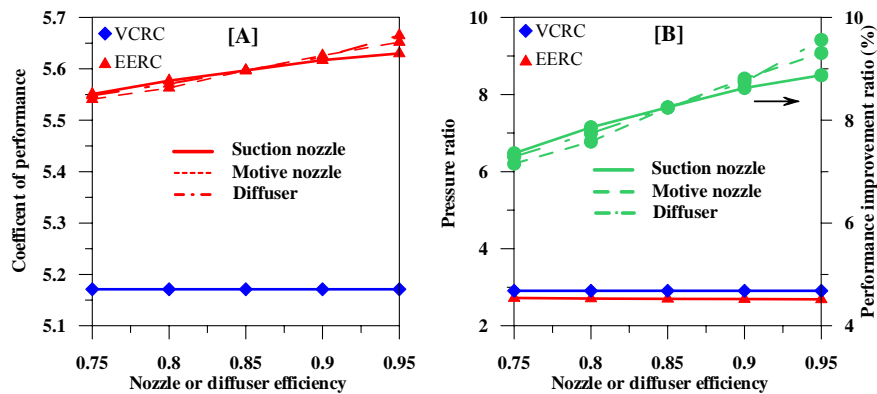 [A]
VCRC
EERC
5.7
5.6
5.5
5.4
5.3
5.2
5.1
Coefficent of performance
Suction nozzle
Motive nozzle
Diffuser
0.75 0.8 0.85 0.9 0.95
Nozzle or diffuser efficiency
[B]
VCRC
EERC
10
8
6
4
2
Pressure ratio
Suction nozzle
Motive nozzle
Diffuser
10
8
6
4
Performance improvement ratio (%)
0.75 0.8 0.85 0.9 0.95
Nozzle or diffuser efficiency